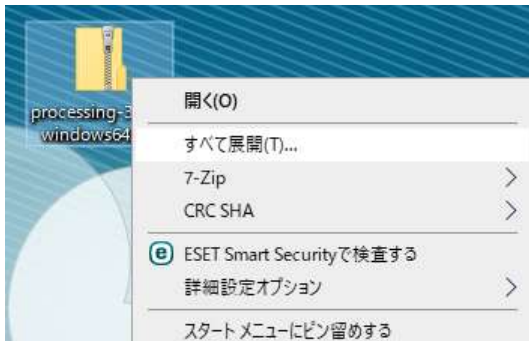 processing-3
windows64
開く(O)
すべて展開(T)...
7-Zip
CRC SHA
ESET Smart Securityで検査する
詳細設定オプション
スタート メニューにピン留めする